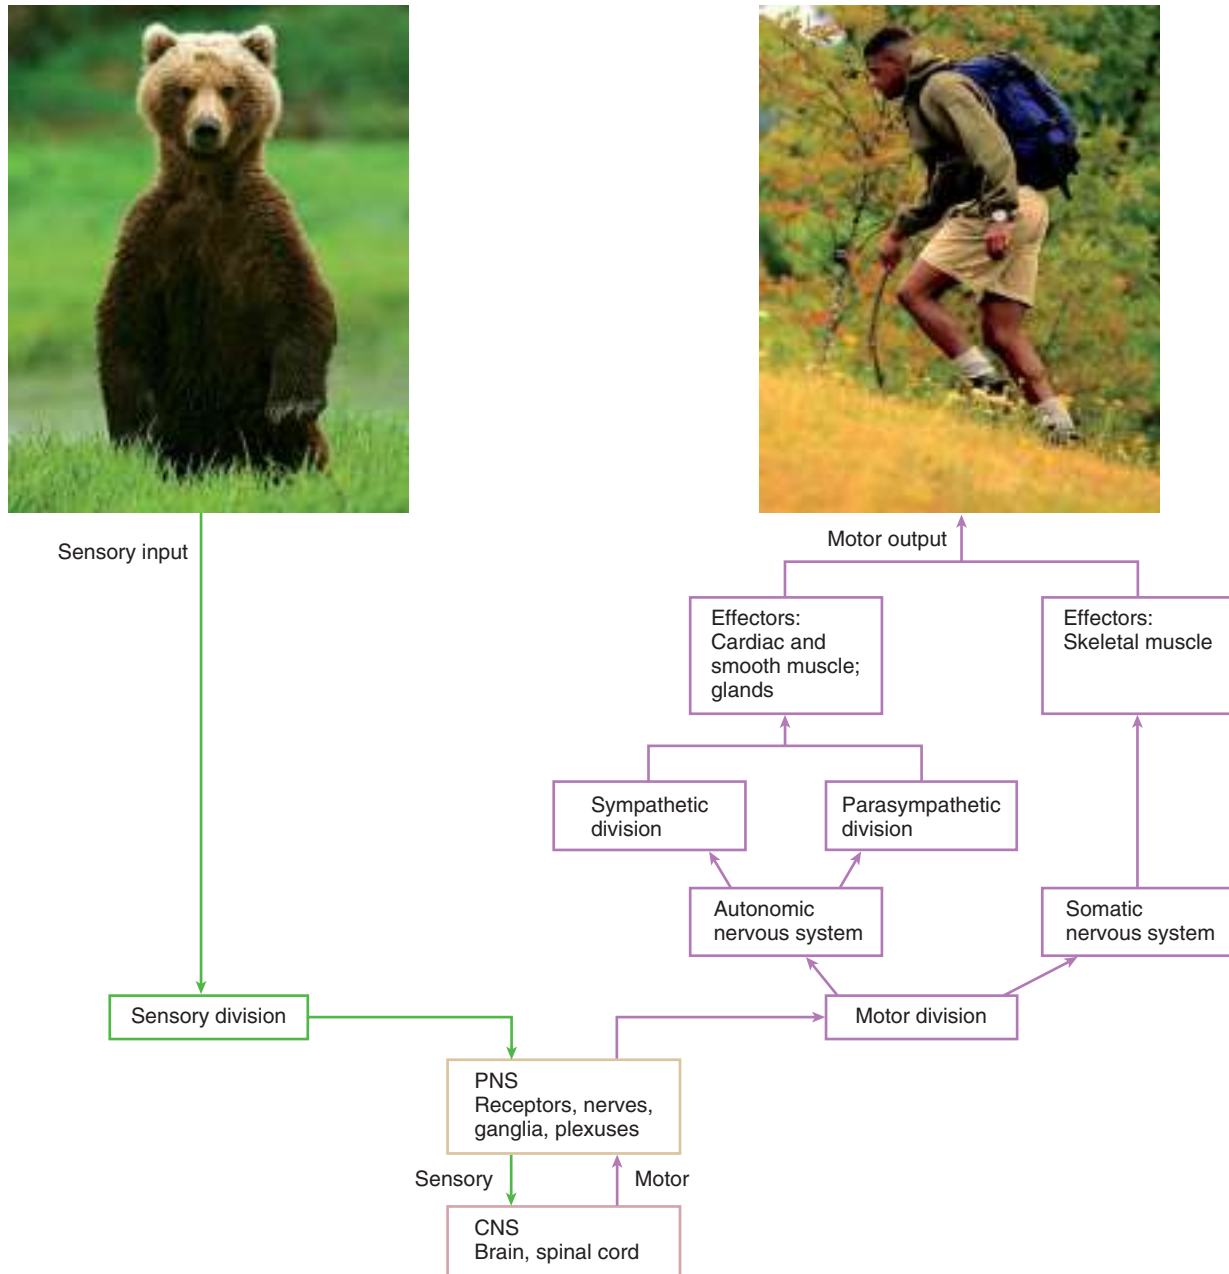 Sensory input
Motor output
Effectors:
Cardiac and
smooth muscle;
glands
Effectors:
Skeletal muscle
Sympathetic
division
Parasympathetic
division
Autonomic
nervous system
Somatic
nervous system
Sensory division
Motor division
PNS
Receptors, nerves,
ganglia, plexuses
Sensory
Motor
CNS
Brain, spinal cord